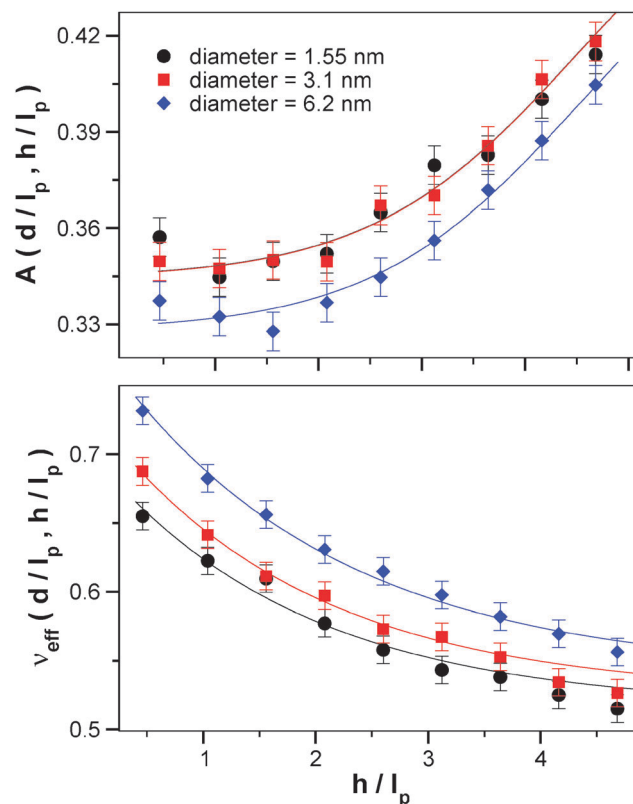 0.42
0.39
0.36
0.33
A ( d / l_p , h / l_p )
diameter = 1.55 nm
diameter = 3.1 nm
diameter = 6.2 nm
0.7
0.6
0.5
ν_eff ( d / l_p , h / l_p )
1 2 3 4
h / l_p